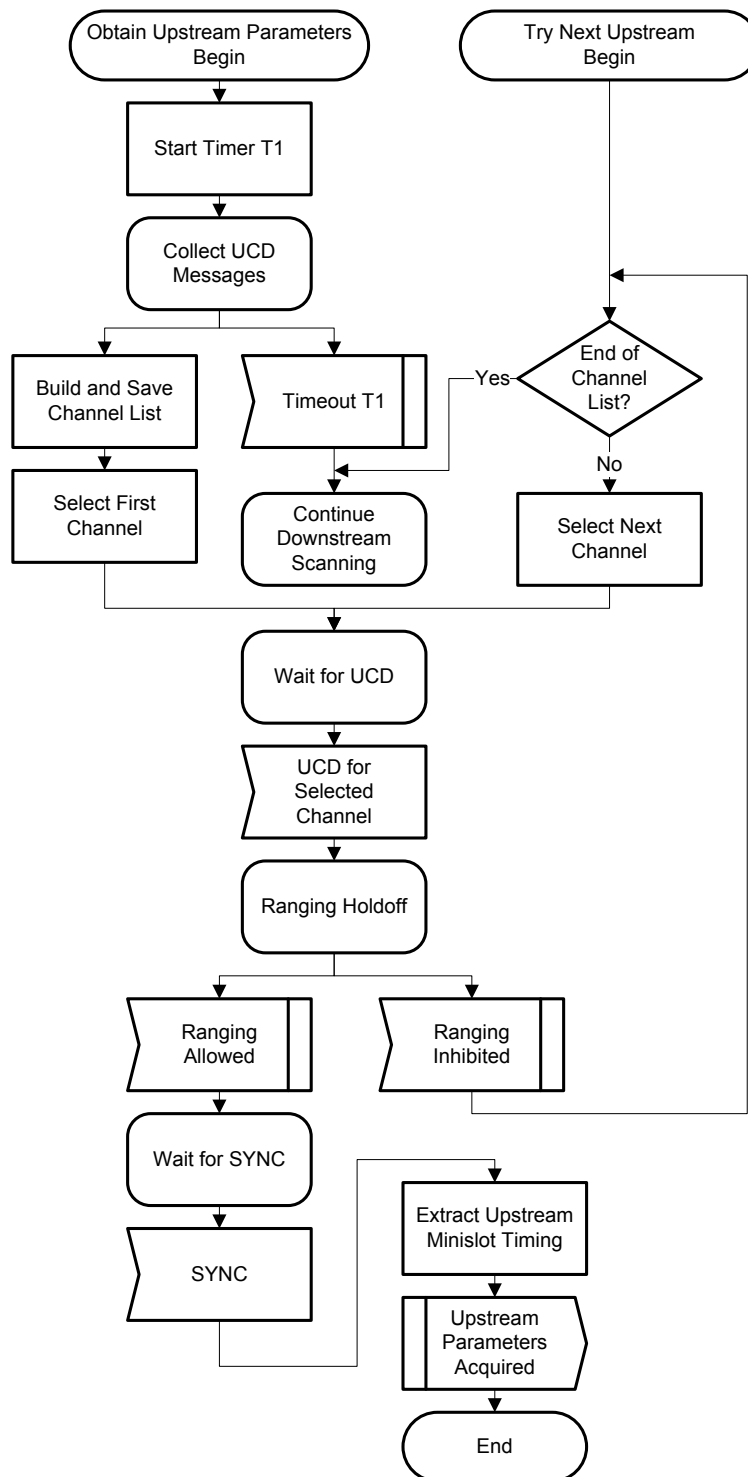 Obtain Upstream Parameters
Begin
Try Next Upstream
Begin
Start Timer T1
Collect UCD
Messages
Build and Save
Channel List
Timeout T1
Yes
End of
Channel
List?
No
Select First
Channel
Continue
Downstream
Scanning
Select Next
Channel
Wait for UCD
UCD for
Selected
Channel
Ranging Holdoff
Ranging
Allowed
Ranging
Inhibited
Wait for SYNC
Extract Upstream
Minislot Timing
SYNC
Upstream
Parameters
Acquired
End